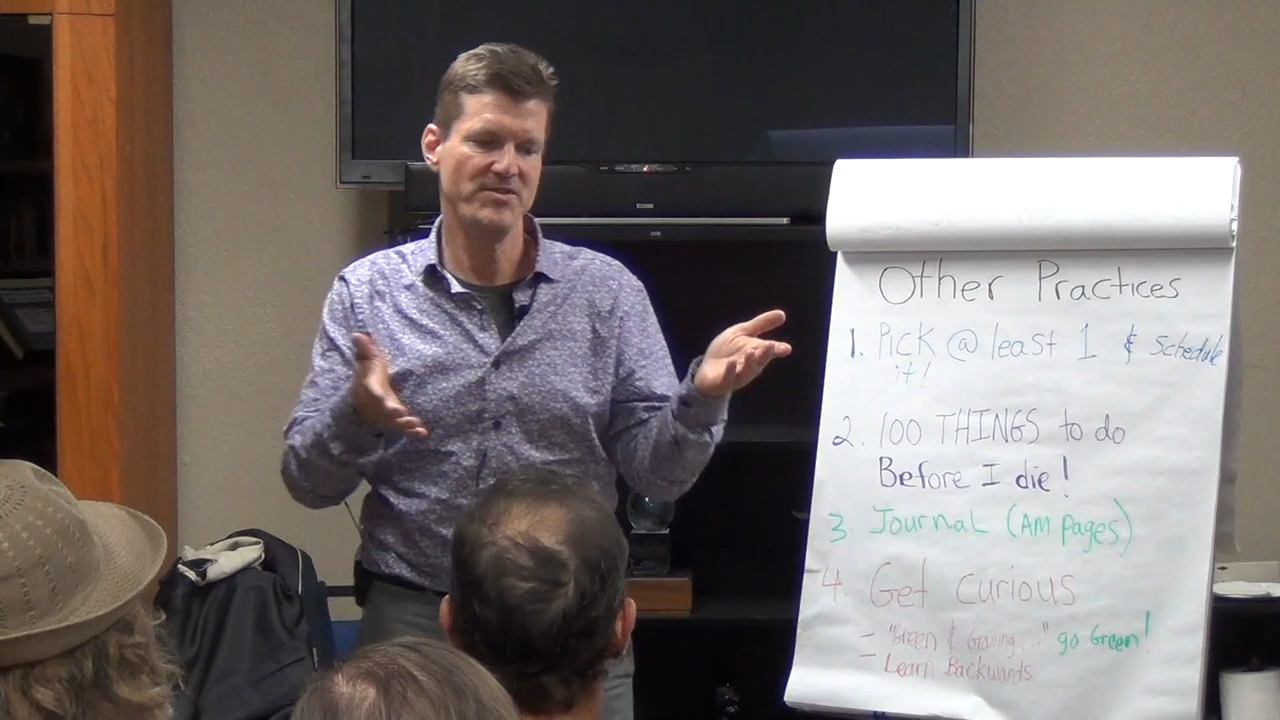 Other Practices
1. Pick @ least 1 & Schedule
it!
2. 100 THINGS to do
Before I die!
3. Journal (AM pages)
4. Get curious
- "Green & Growing..." go Green!
- Learn Backwards